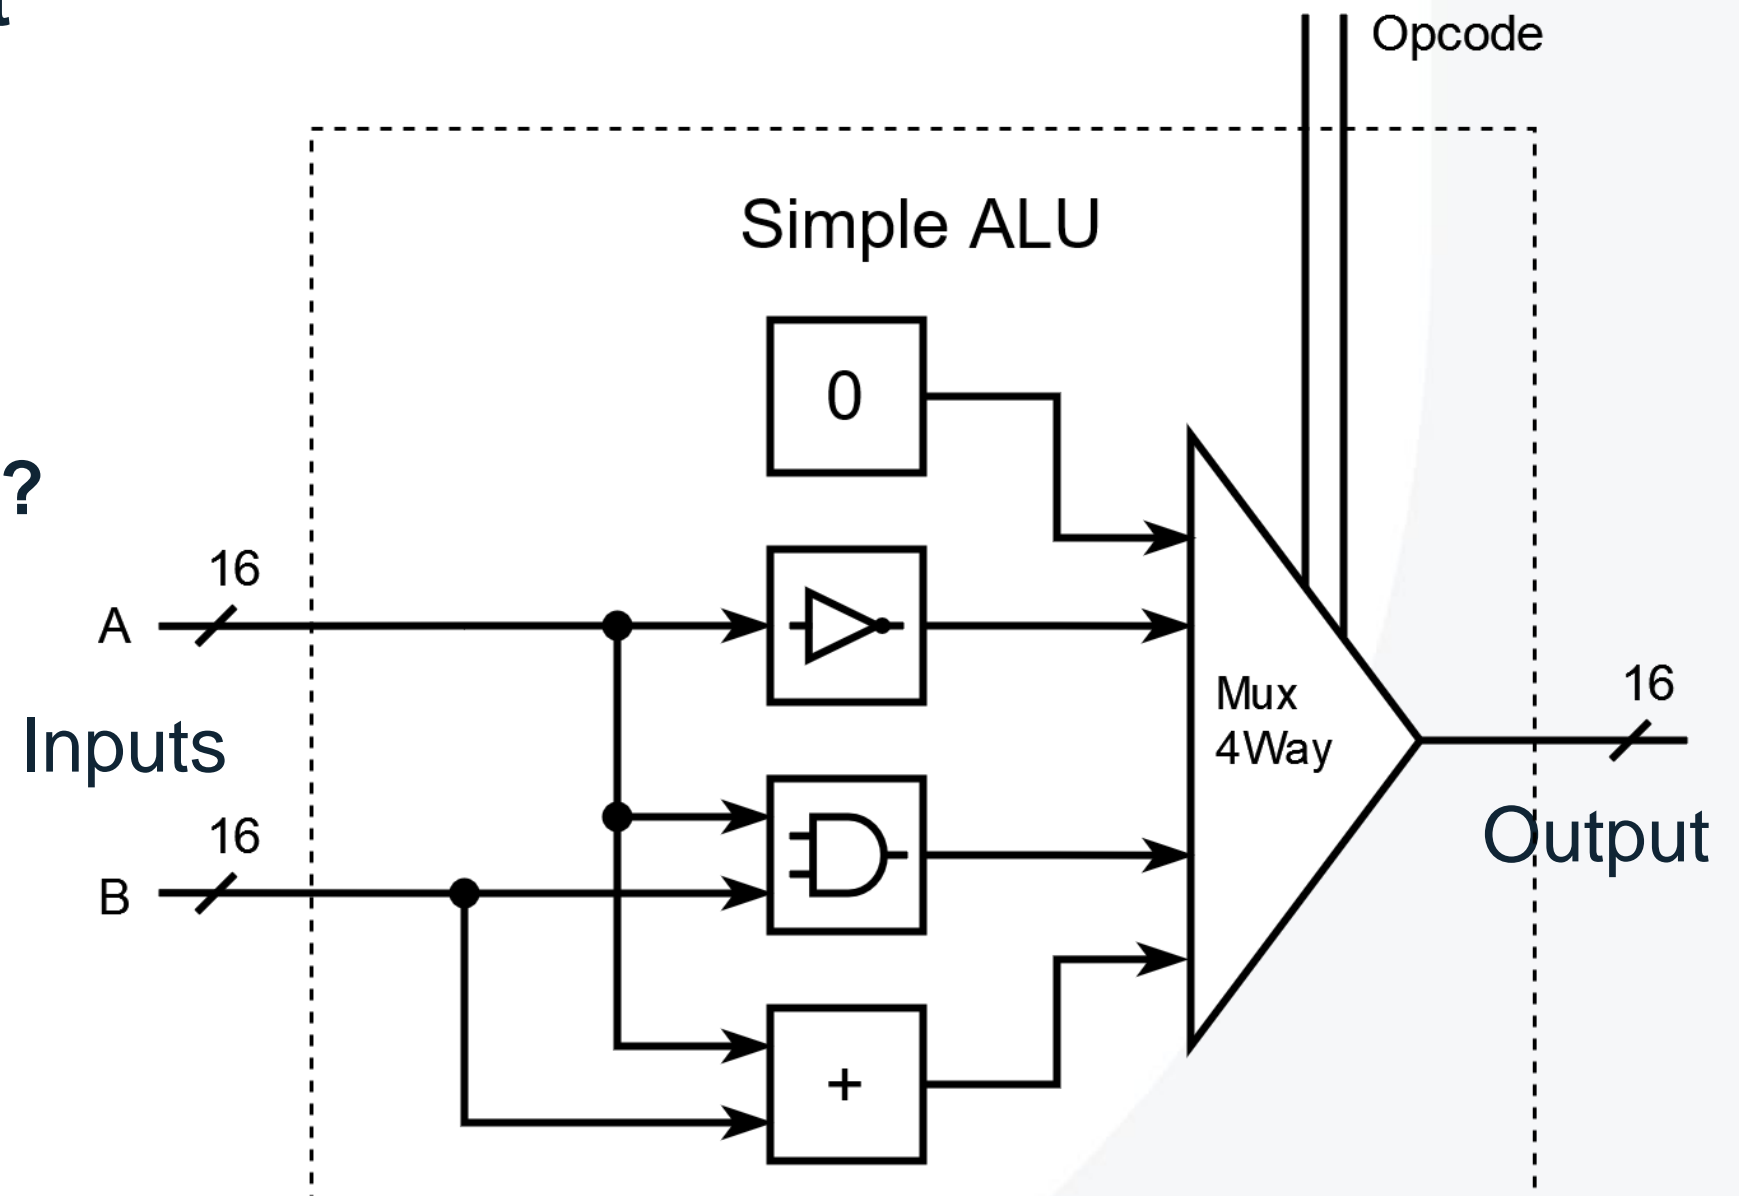 Opcode
Simple ALU
0
?
16
A
Mux
4Way
16
Inputs
16
B
Output
+